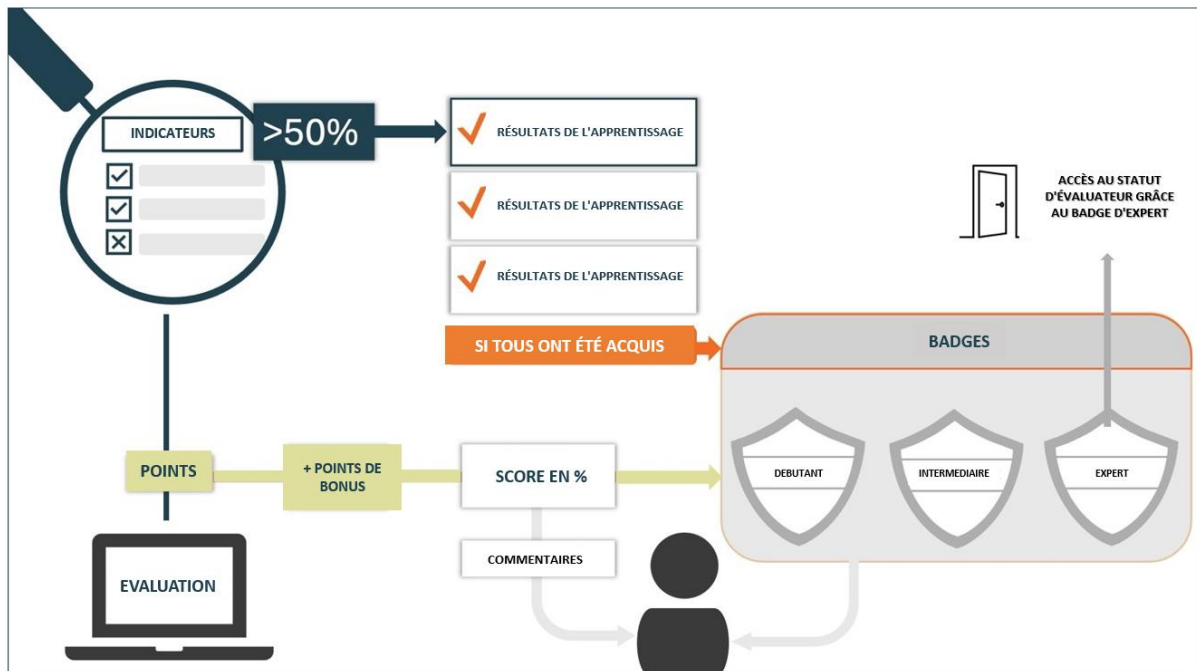 INDICATEURS
>50%
RÉSULTATS DE L'APPRENTISSAGE
RÉSULTATS DE L'APPRENTISSAGE
RÉSULTATS DE L'APPRENTISSAGE
SI TOUS ONT ÉTÉ ACQUIS
ACCÈS AU STATUT
D'ÉVALUATEUR GRÂCE
AU BADGE D'EXPERT
BADGES
DEBUTANT
INTERMEDIAIRE
EXPERT
POINTS
+ POINTS DE
BONUS
SCORE EN %
COMMENTAIRES
EVALUATION